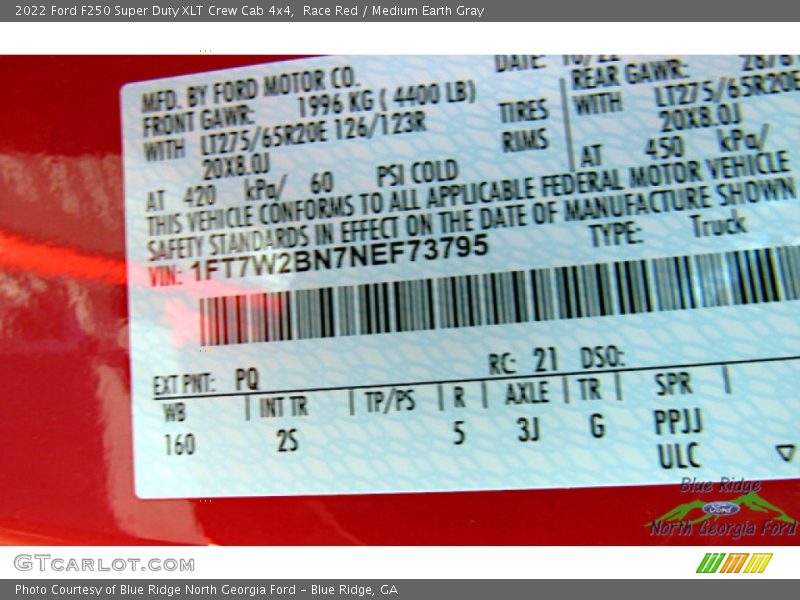 2022 Ford F250 Super Duty XLT Crew Cab 4x4,  Race Red / Medium Earth Gray
MFD. BY FORD MOTOR CO.
DATE: 10/22
FRONT GAWR: 1996 KG ( 4400 LB)
REAR GAWR:
WITH LT275/65R20E 126/123R TIRES
WITH LT275/65R20E
20X8.0J RIMS
20X8.0J
AT 420 kPa/ 60 PSI COLD
AT 450 kPa/
THIS VEHICLE CONFORMS TO ALL APPLICABLE FEDERAL MOTOR VEHICLE
SAFETY STANDARDS IN EFFECT ON THE DATE OF MANUFACTURE SHOWN
VIN: 1FT7W2BN7NEF73795 TYPE: Truck
EXT PNT: PQ RC: 21 DSO:
WB | INT TR | TP/PS | R | AXLE | TR | SPR |
160 2S 5 3J G PPJJ
ULC
Blue Ridge
Ford
North Georgia Ford
GTcarlot.com
Photo Courtesy of Blue Ridge North Georgia Ford - Blue Ridge, GA